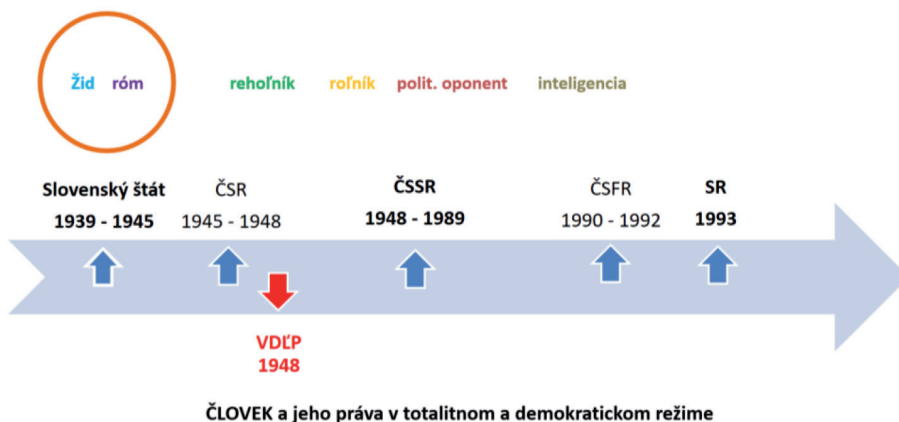 Žid róm rehoľník roľník polit. oponent inteligencia
Slovenský štát ČSR ČSSR ČSFR SR
1939 - 1945 1945 - 1948 1948 - 1989 1990 - 1992 1993
VDĽP
1948
ČLOVEK a jeho práva v totalitnom a demokratickom režime